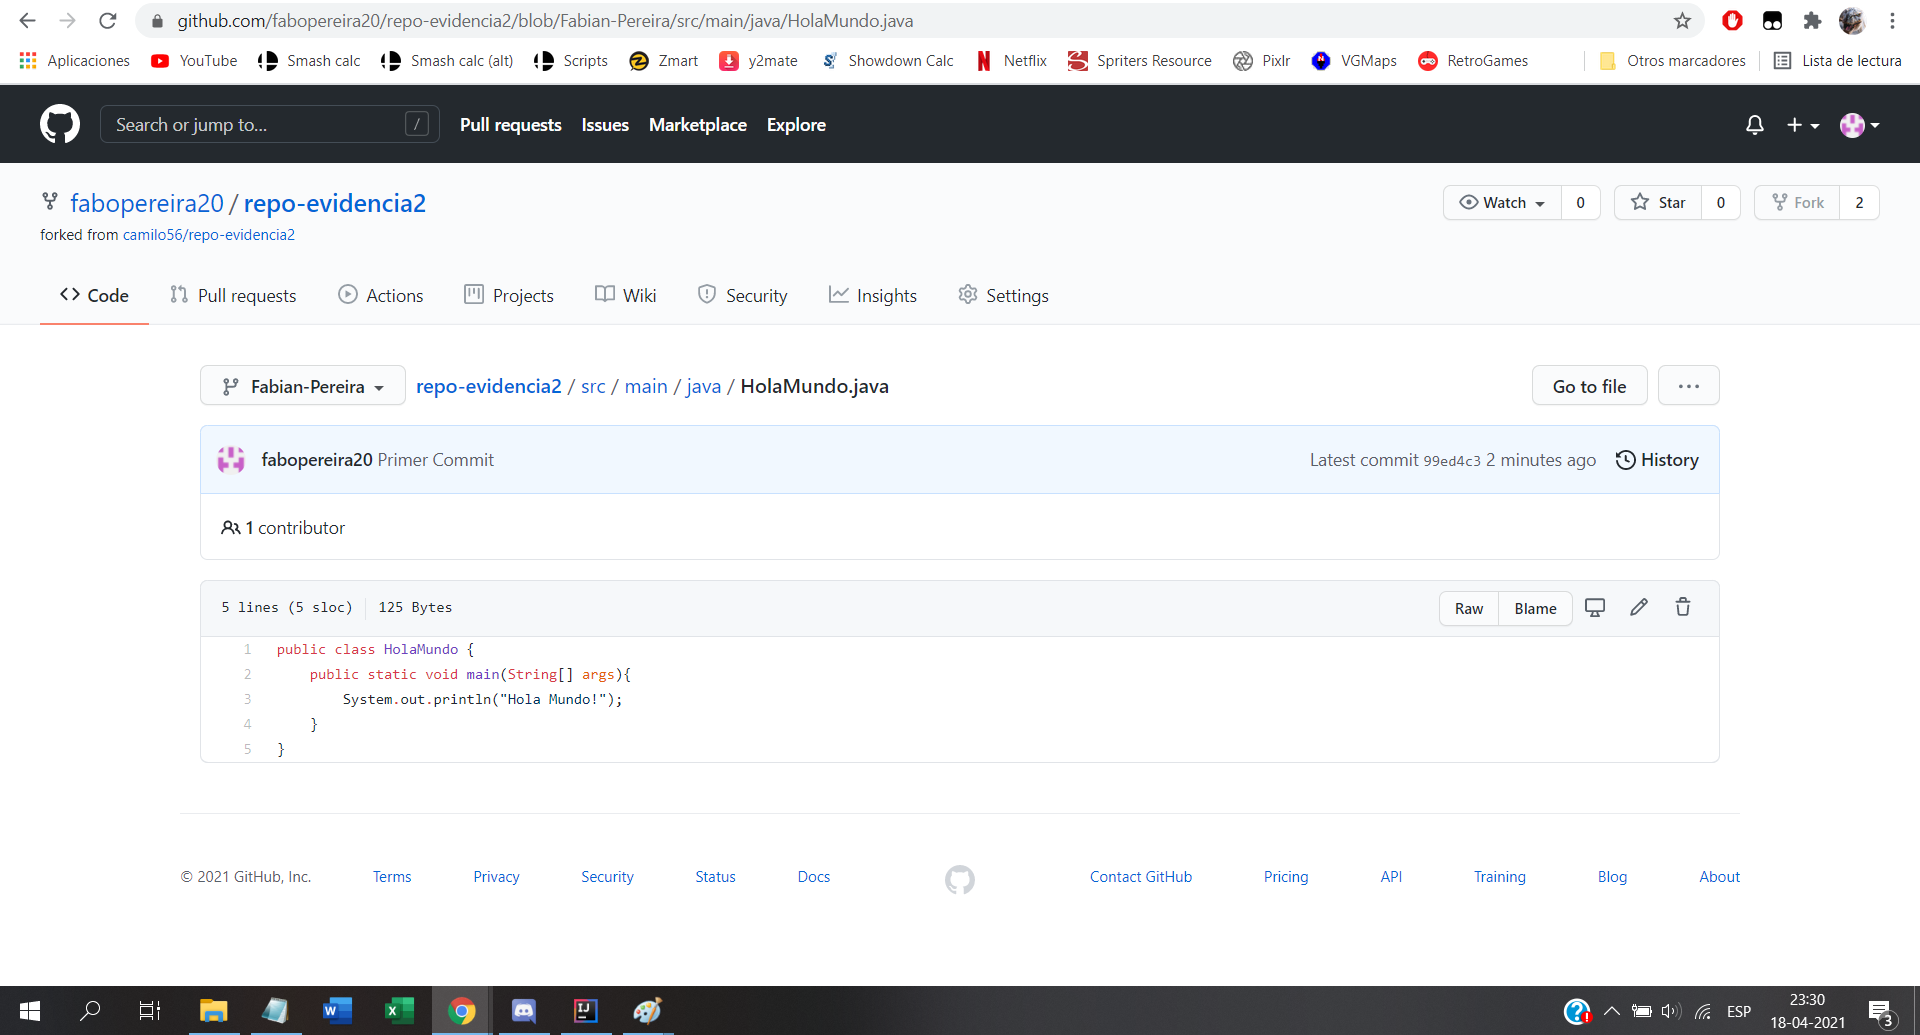 github.com/fabopereira20/repo-evidencia2/blob/Fabian-Pereira/src/main/java/HolaMundo.java
Aplicaciones YouTube Smash calc Smash calc (alt) Scripts Zmart y2mate Showdown Calc Netflix Spriters Resource Pixlr VGMaps RetroGames Otros marcadores Lista de lectura
Search or jump to... / Pull requests Issues Marketplace Explore
fabopereira20 / repo-evidencia2 Watch 0 Star 0 Fork 2
forked from camilo56/repo-evidencia2
Code Pull requests Actions Projects Wiki Security Insights Settings
Fabian-Pereira repo-evidencia2 / src / main / java / HolaMundo.java Go to file ...
fabopereira20 Primer Commit Latest commit 99ed4c3 2 minutes ago History
1 contributor
5 lines (5 sloc) 125 Bytes Raw Blame
1 public class HolaMundo {
2 public static void main(String[] args){
3 System.out.println("Hola Mundo!");
4 }
5 }
© 2021 GitHub, Inc. Terms Privacy Security Status Docs Contact GitHub Pricing API Training Blog About
ESP 23:30
18-04-2021 3